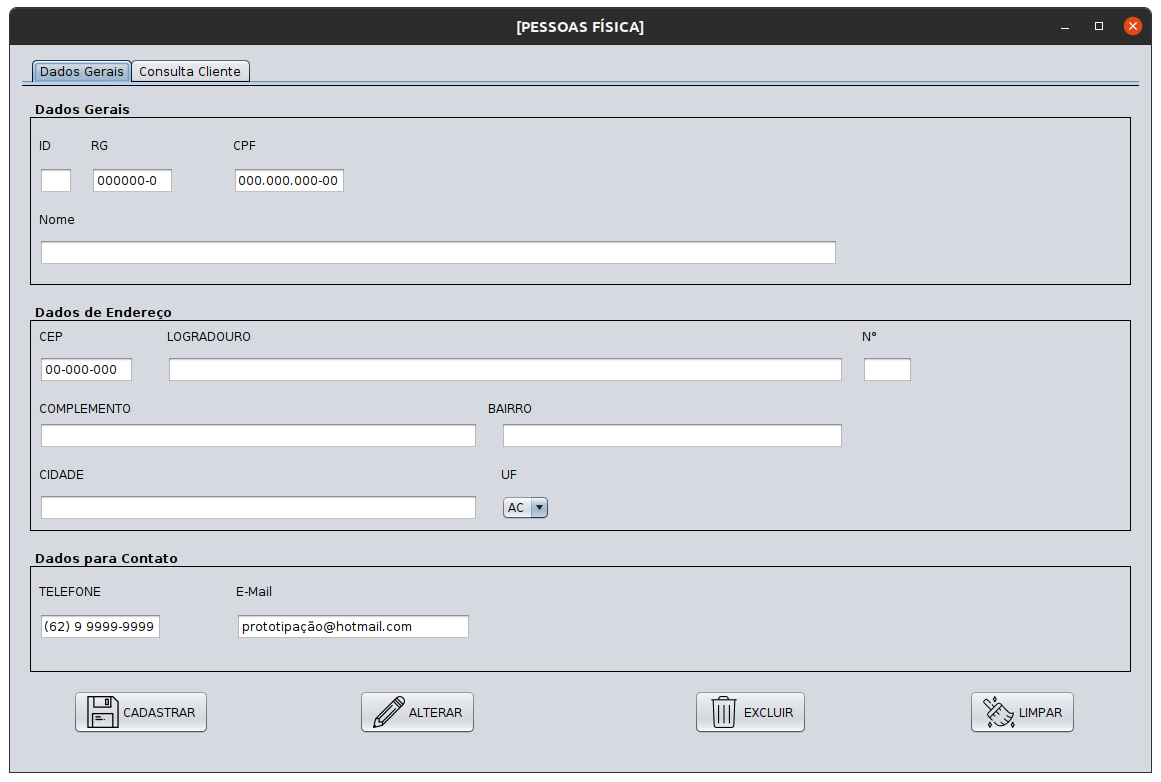 [PESSOAS FÍSICA]
Dados Gerais Consulta Cliente
Dados Gerais
ID RG CPF
000000-0 000.000.000-00
Nome
Dados de Endereço
CEP LOGRADOURO N°
00-000-000
COMPLEMENTO BAIRRO
CIDADE UF
AC
Dados para Contato
TELEFONE E-Mail
(62) 9 9999-9999 prototipação@hotmail.com
CADASTRAR ALTERAR EXCLUIR LIMPAR